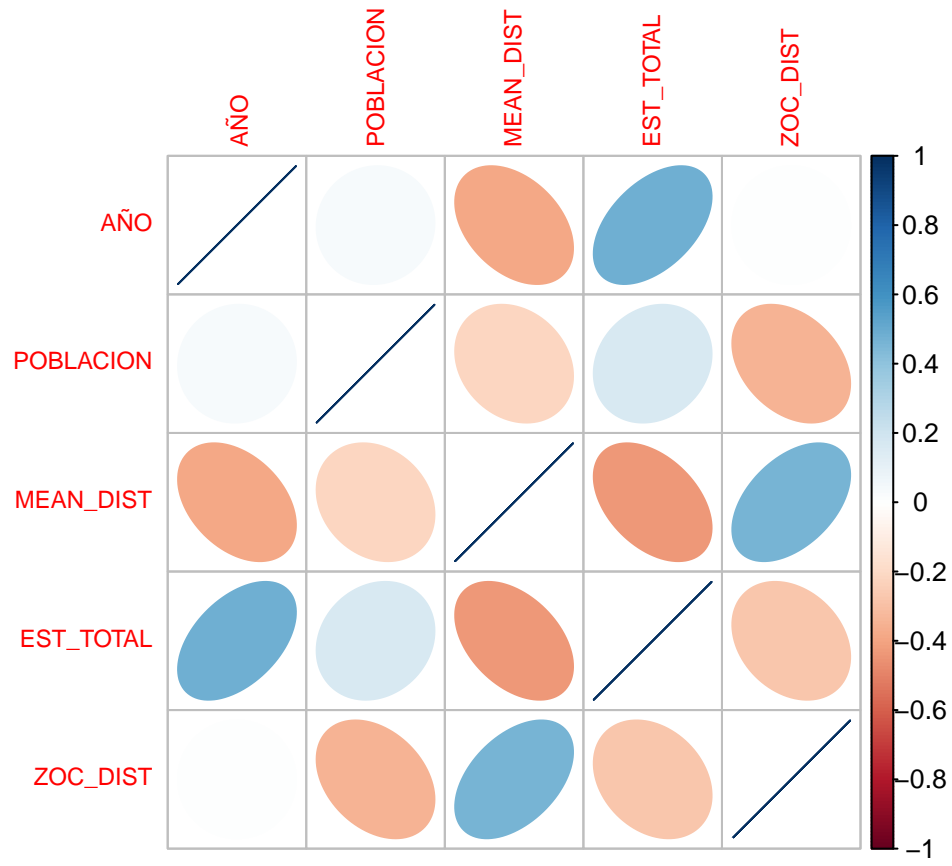 AÑO
POBLACION
MEAN_DIST
EST_TOTAL
ZOC_DIST
AÑO
POBLACION
MEAN_DIST
EST_TOTAL
ZOC_DIST
1
0.8
0.6
0.4
0.2
0
−0.2
−0.4
−0.6
−0.8
−1